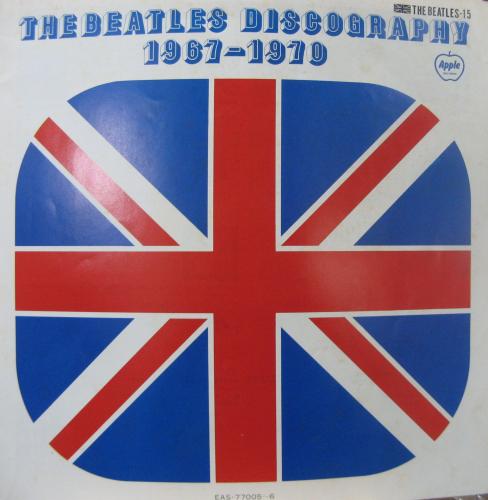 THE BEATLES-15
THE BEATLES DISCOGRAPHY
1967-1970
Apple
EAS-77005~6